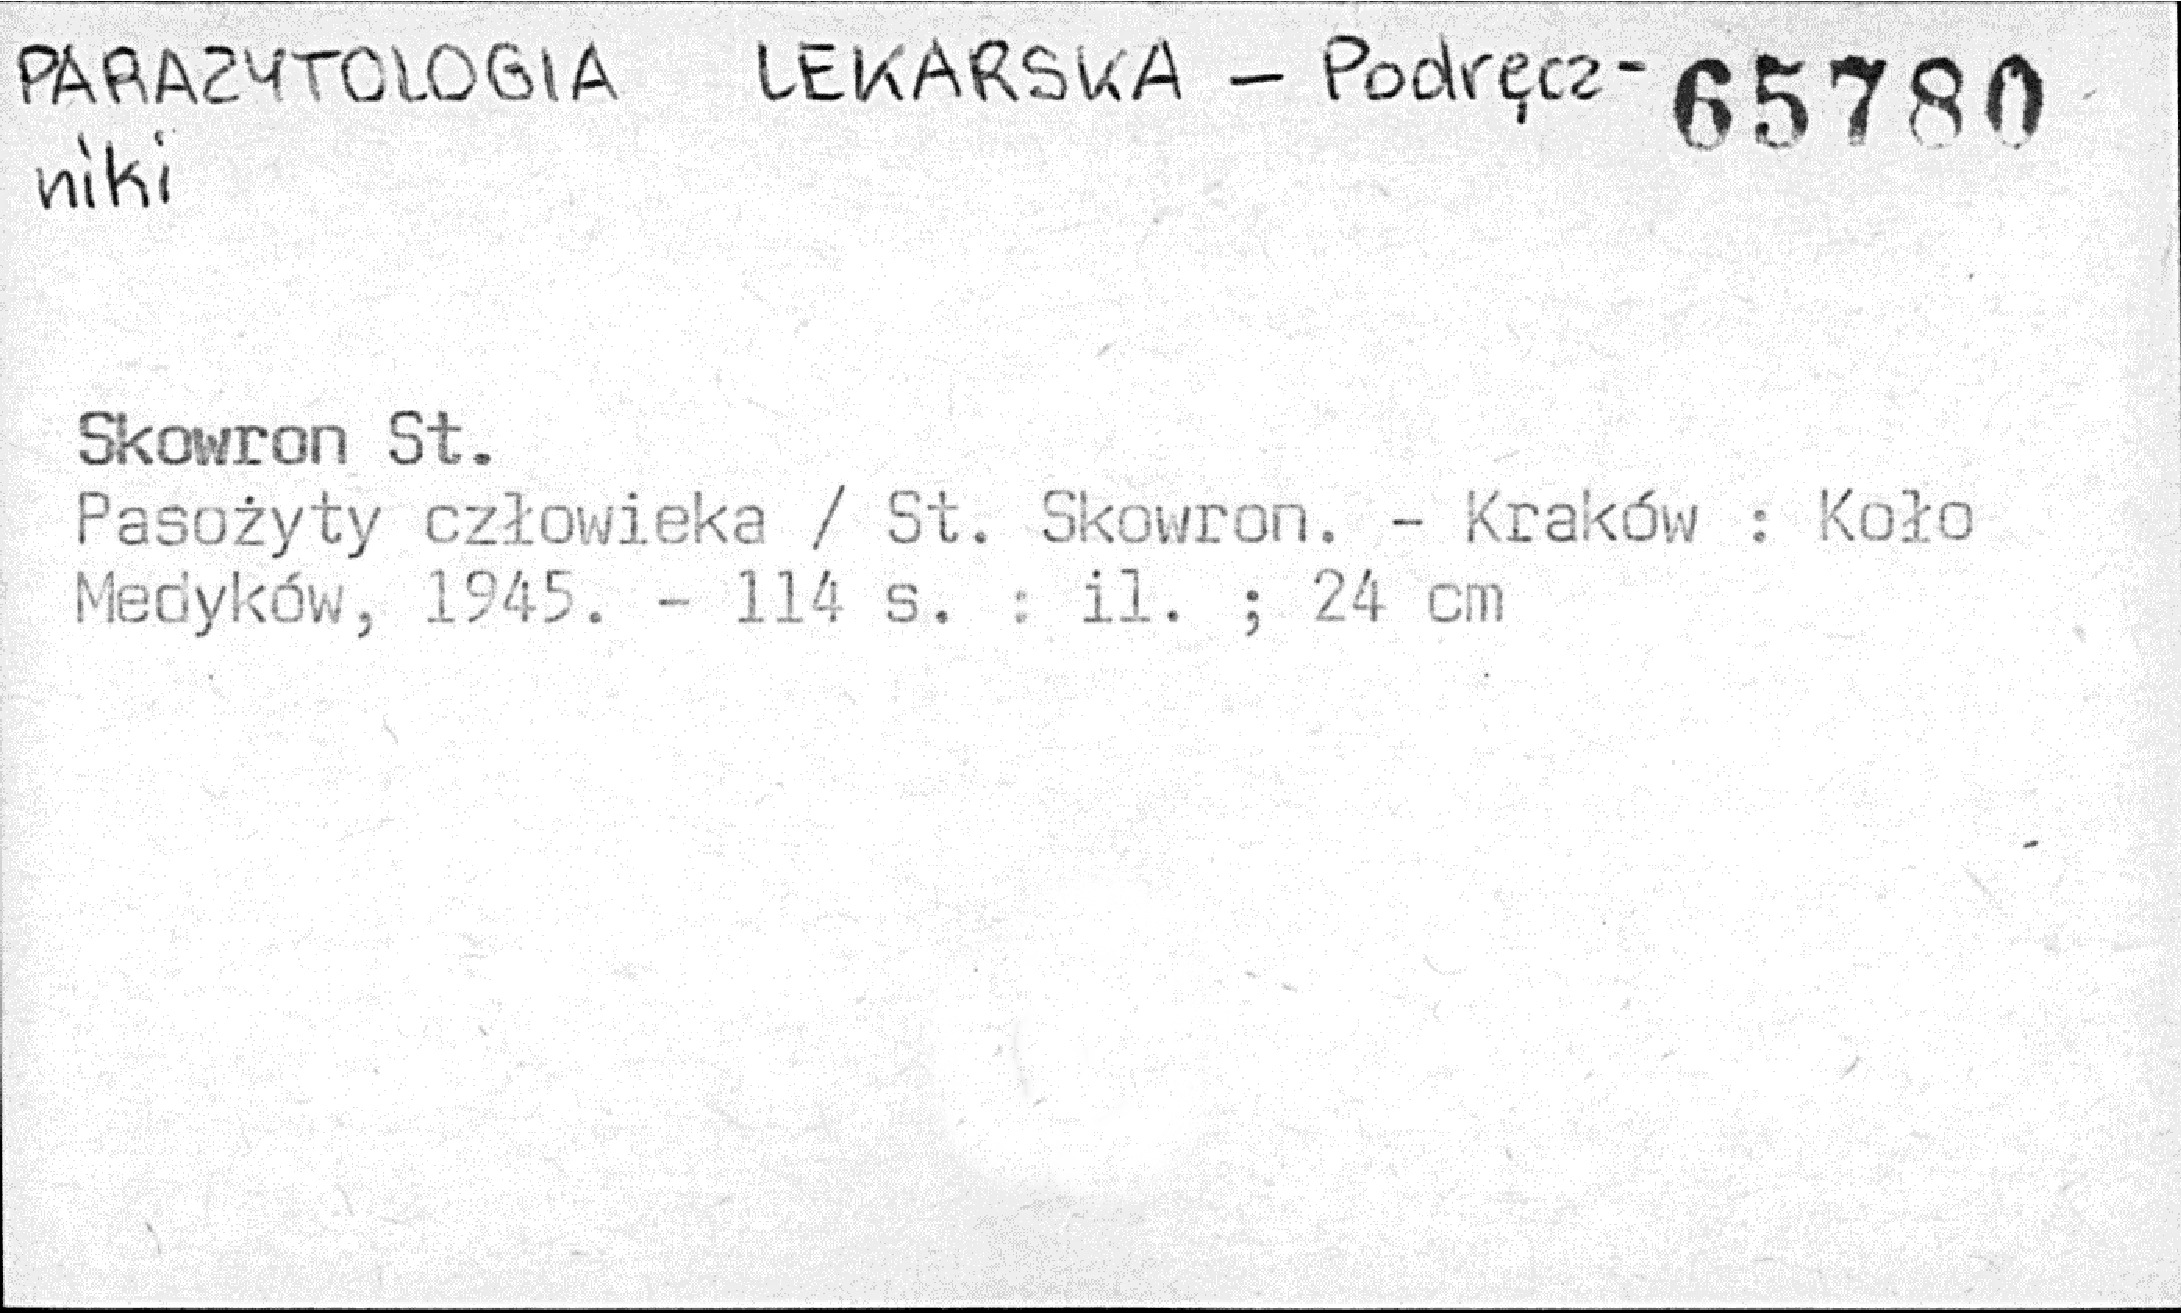 PARAZYTOLOGIA LEKARSKA – Podręcz- 65780
niki
Skowron St.
Pasożyty człowieka / St. Skowron. - Kraków : Koło
Medyków, 1945. - 114 s. : il. ; 24 cm